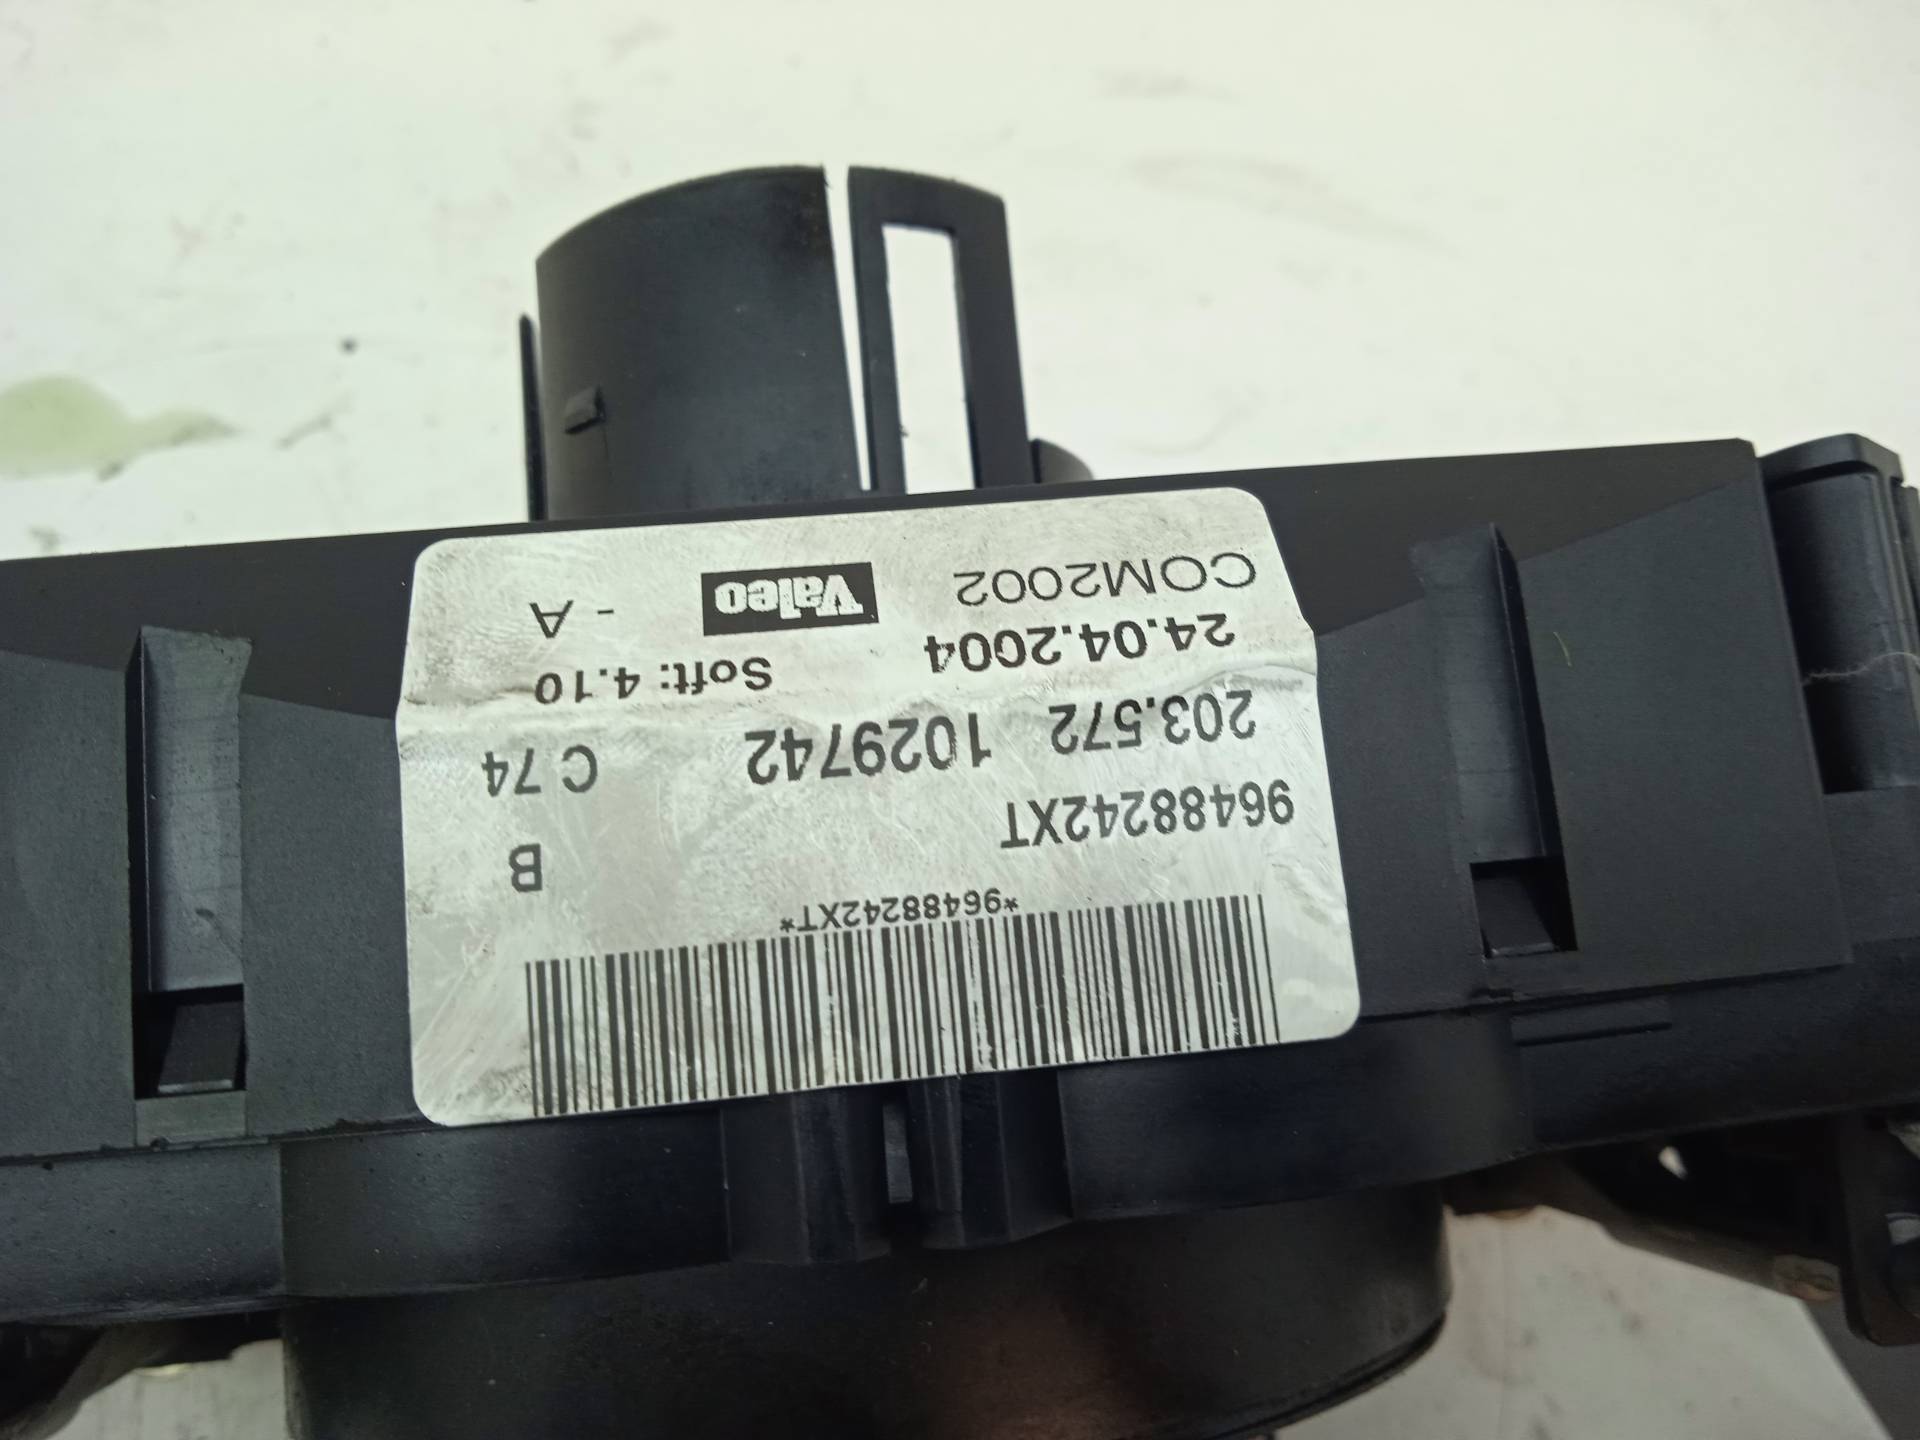 *96488242XT*
96488242XT B
203.572 1029742 C 74
24.04.2004 Soft: 4.10
COM2002 Valeo - A